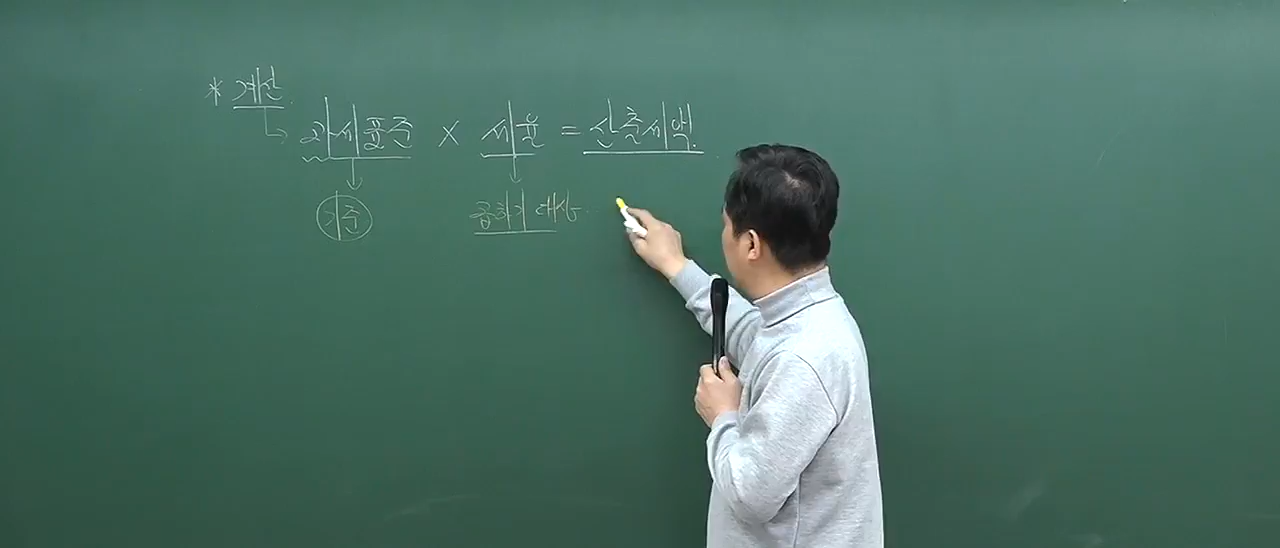 * 계산
과세표준 × 세율 = 산출세액.
기준 곱하기 대상